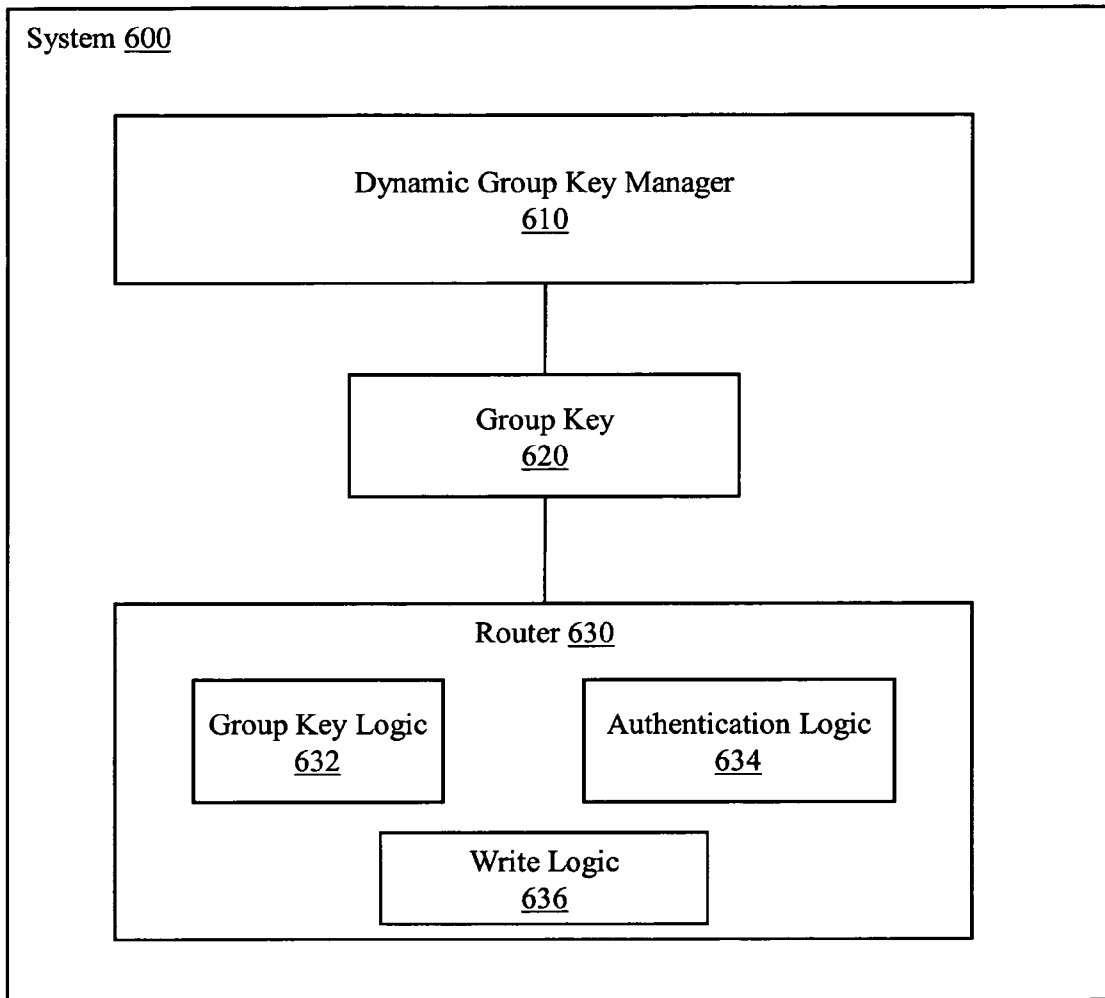 System 600
Dynamic Group Key Manager
610
Group Key
620
Router 630
Group Key Logic
632
Authentication Logic
634
Write Logic
636